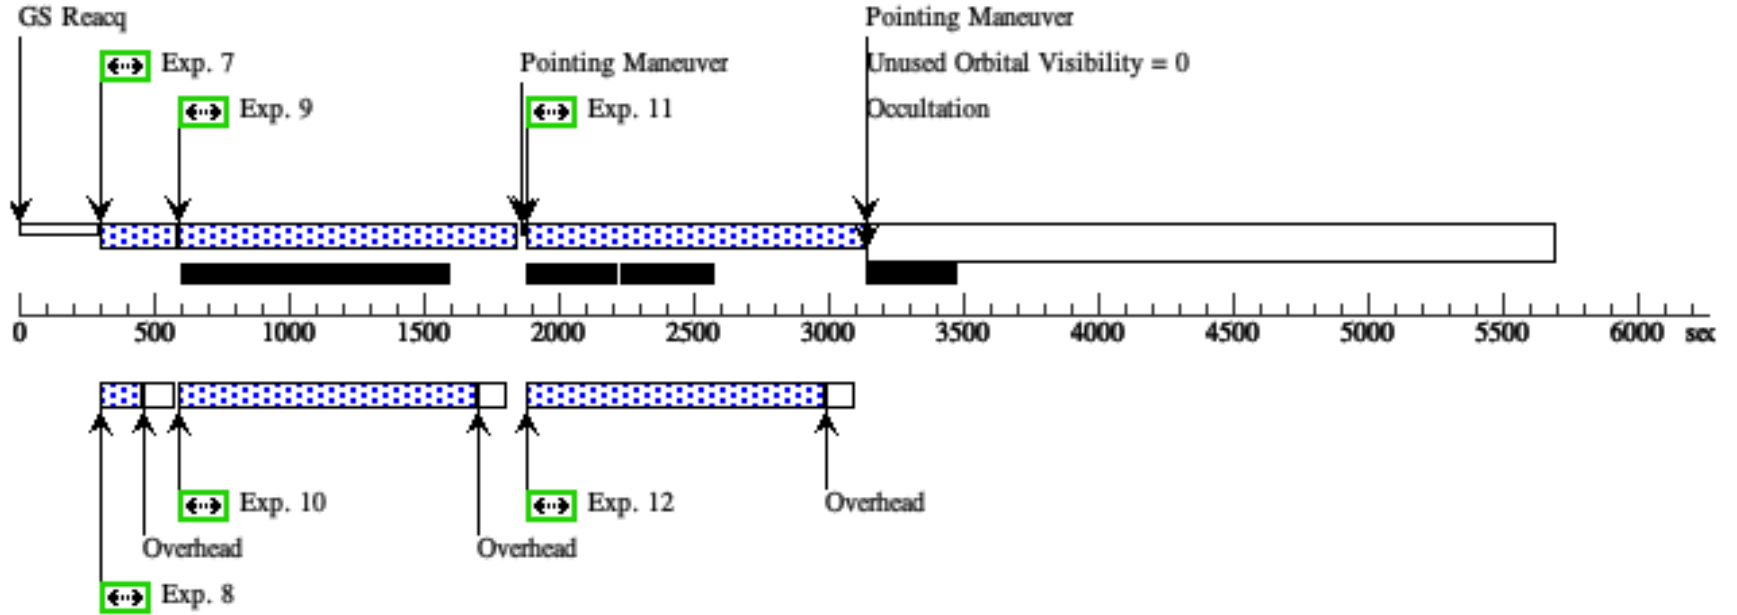 GS Reacq
Pointing Maneuver
Exp. 7
Pointing Maneuver
Unused Orbital Visibility = 0
Exp. 9
Exp. 11
Occultation
0 500 1000 1500 2000 2500 3000 3500 4000 4500 5000 5500 6000 sec
Exp. 10
Exp. 12
Overhead
Overhead
Overhead
Exp. 8